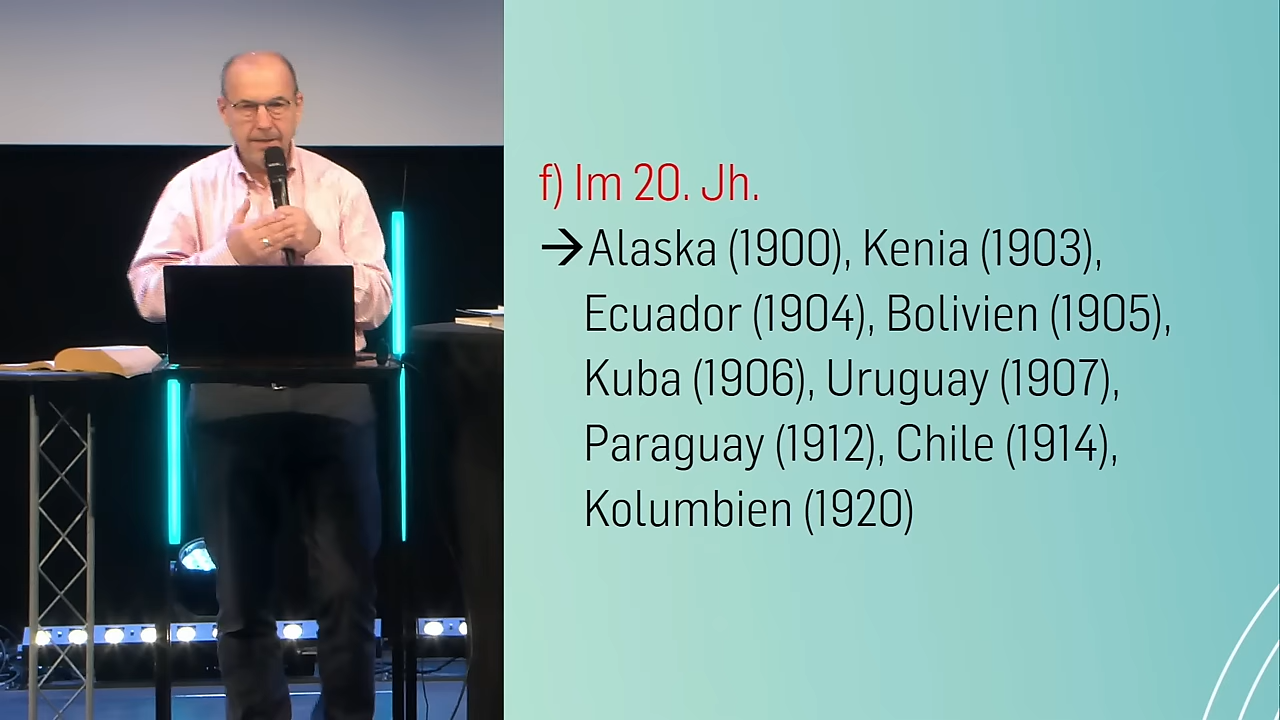 f) Im 20. Jh.
→Alaska (1900), Kenia (1903),
Ecuador (1904), Bolivien (1905),
Kuba (1906), Uruguay (1907),
Paraguay (1912), Chile (1914),
Kolumbien (1920)